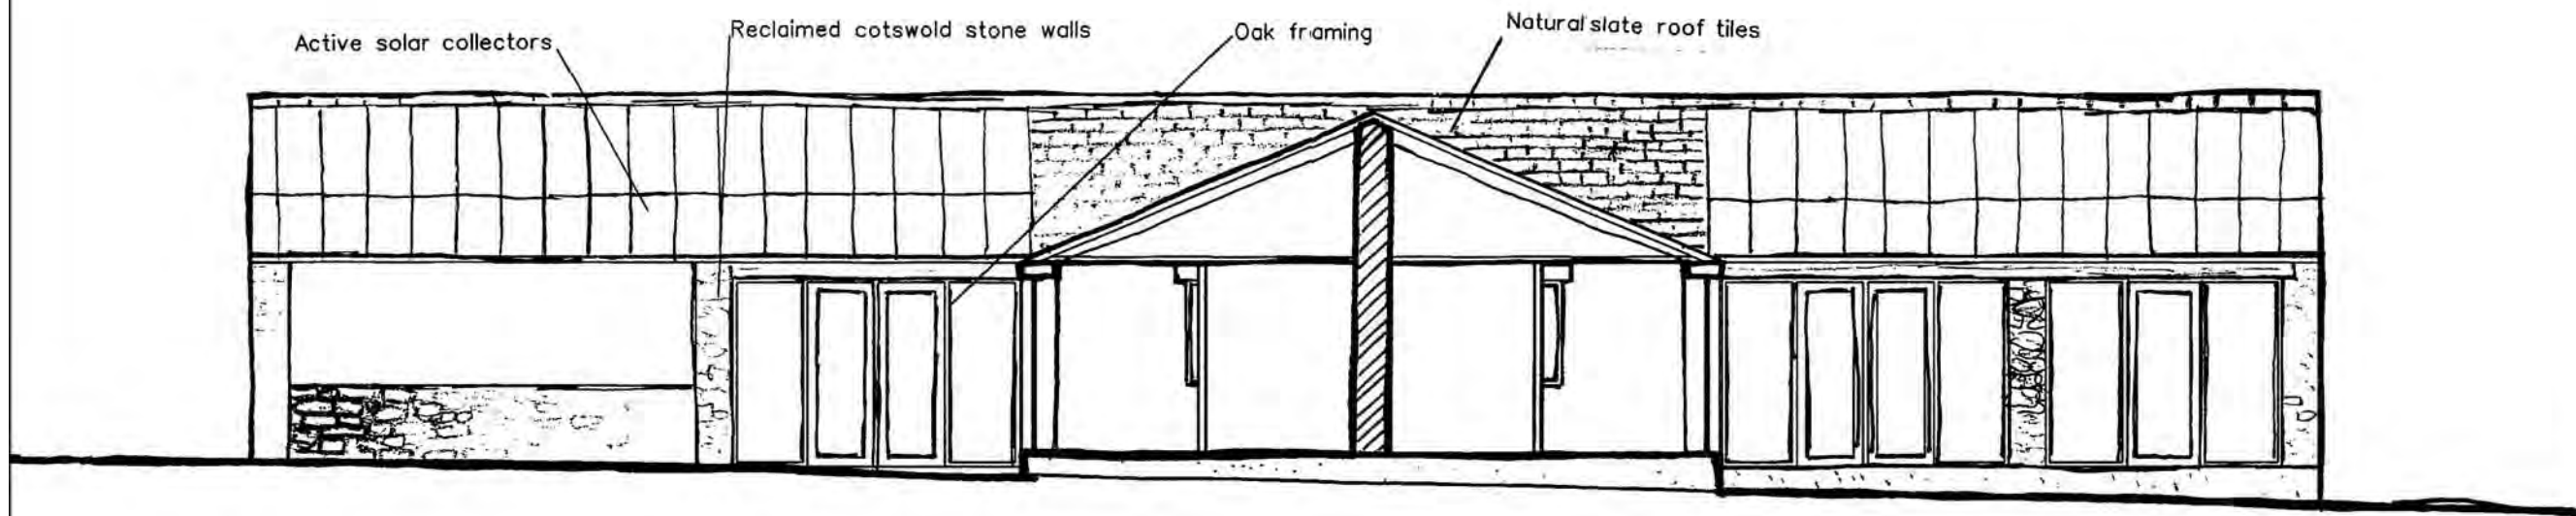 Active solar collectors
Reclaimed cotswold stone walls
Oak framing
Natural slate roof tiles